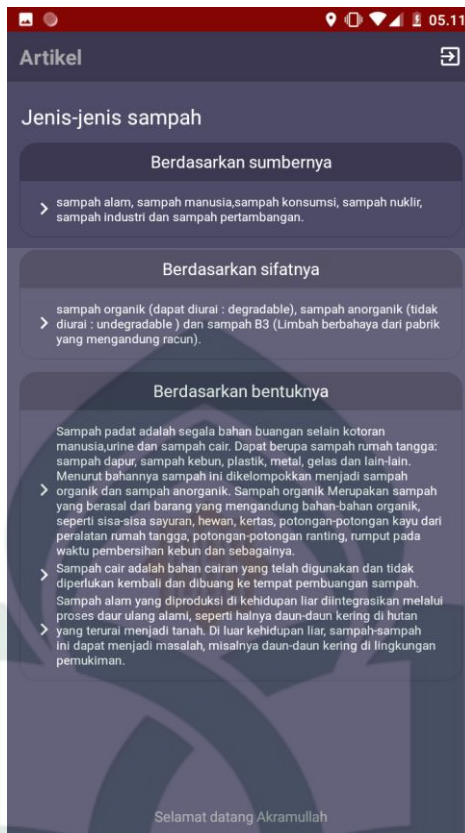 05.11
Artikel
Jenis-jenis sampah
Berdasarkan sumbernya
sampah alam, sampah manusia,sampah konsumsi, sampah nuklir,
sampah industri dan sampah pertambangan.
Berdasarkan sifatnya
sampah organik (dapat diurai : degradable), sampah anorganik (tidak
diurai : undegradable ) dan sampah B3 (Limbah berbahaya dari pabrik
yang mengandung racun).
Berdasarkan bentuknya
Sampah padat adalah segala bahan buangan selain kotoran
manusia,urine dan sampah cair. Dapat berupa sampah rumah tangga:
sampah dapur, sampah kebun, plastik, metal, gelas dan lain-lain.
Menurut bahannya sampah ini dikelompokkan menjadi sampah
organik dan sampah anorganik. Sampah organik Merupakan sampah
yang berasal dari barang yang mengandung bahan-bahan organik,
seperti sisa-sisa sayuran, hewan, kertas, potongan-potongan kayu dari
peralatan rumah tangga, potongan-potongan ranting, rumput pada
waktu pembersihan kebun dan sebagainya.
Sampah cair adalah bahan cairan yang telah digunakan dan tidak
diperlukan kembali dan dibuang ke tempat pembuangan sampah.
Sampah alam yang diproduksi di kehidupan liar diintegrasikan melalui
proses daur ulang alami, seperti halnya daun-daun kering di hutan
yang terurai menjadi tanah. Di luar kehidupan liar, sampah-sampah
ini dapat menjadi masalah, misalnya daun-daun kering di lingkungan
pemukiman.
Selamat datang Akramullah